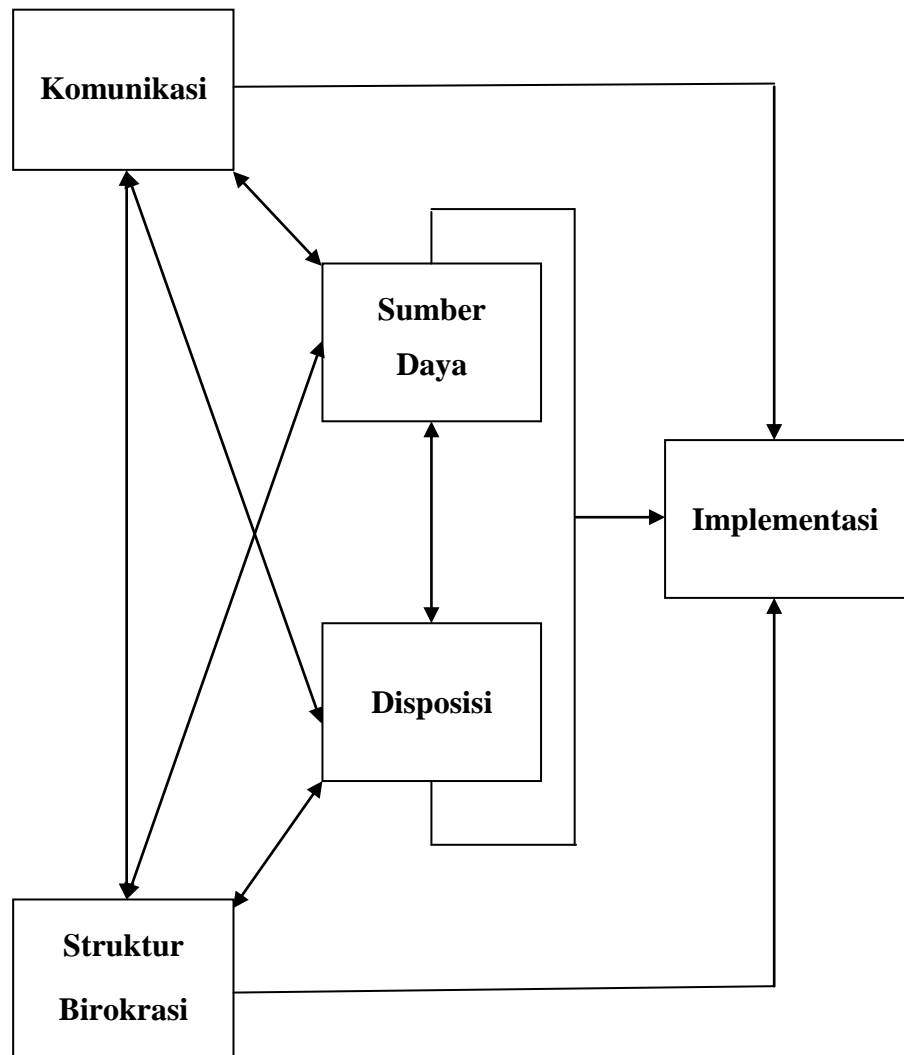 Komunikasi
Sumber
Daya
Implementasi
Disposisi
Struktur
Birokrasi